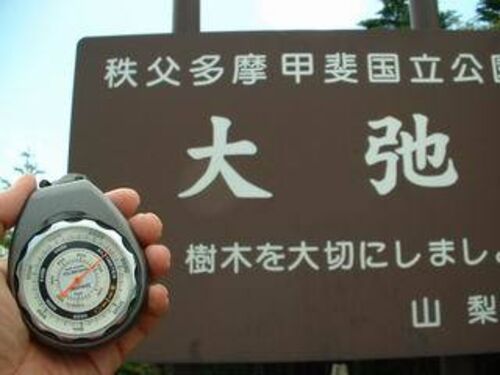 秩父多摩甲斐国立公
大弛
樹木を大切にしまし
山梨